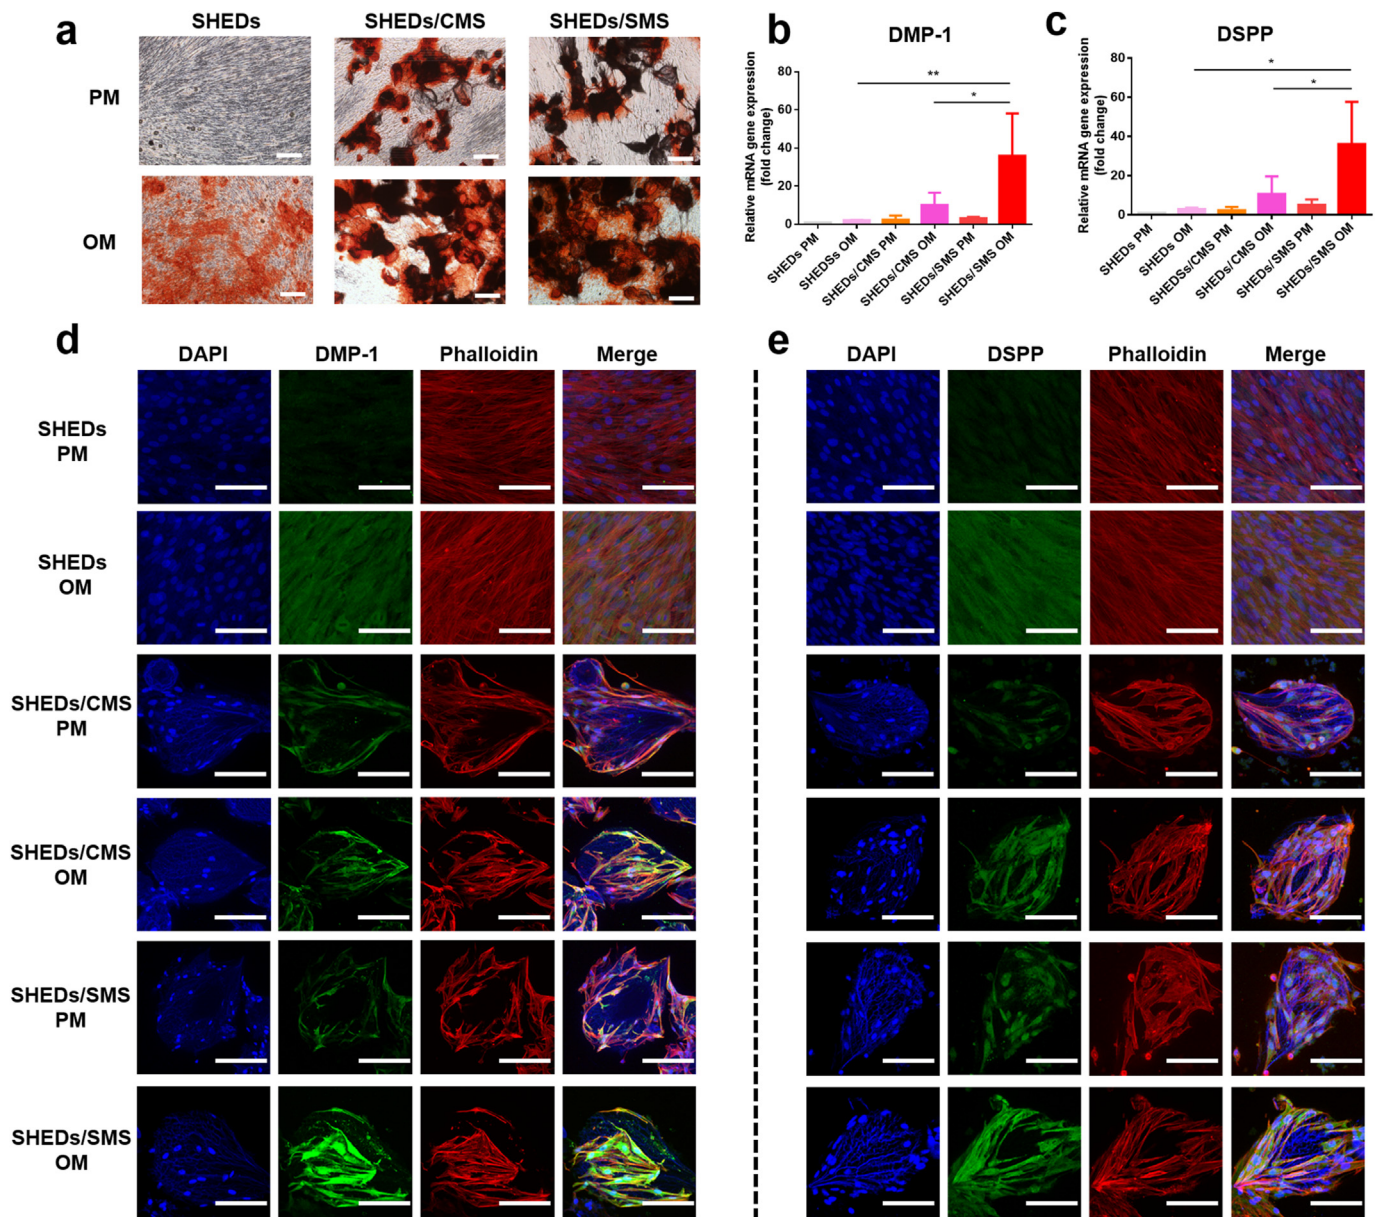 a
SHEDs
SHEDs/CMS
SHEDs/SMS
PM
OM
b
DMP-1
Relative mRNA gene expression
(fold change)
80
60
40
20
0
**
*
SHEDs PM
SHEDSs OM
SHEDs/CMS PM
SHEDs/CMS OM
SHEDs/SMS PM
SHEDs/SMS OM
c
DSPP
Relative mRNA gene expression
(fold change)
80
60
40
20
0
*
*
SHEDs PM
SHEDs OM
SHEDSs/CMS PM
SHEDs/CMS OM
SHEDs/SMS PM
SHEDs/SMS OM
d
DAPI
DMP-1
Phalloidin
Merge
SHEDs
PM
SHEDs
OM
SHEDs/CMS
PM
SHEDs/CMS
OM
SHEDs/SMS
PM
SHEDs/SMS
OM
e
DAPI
DSPP
Phalloidin
Merge